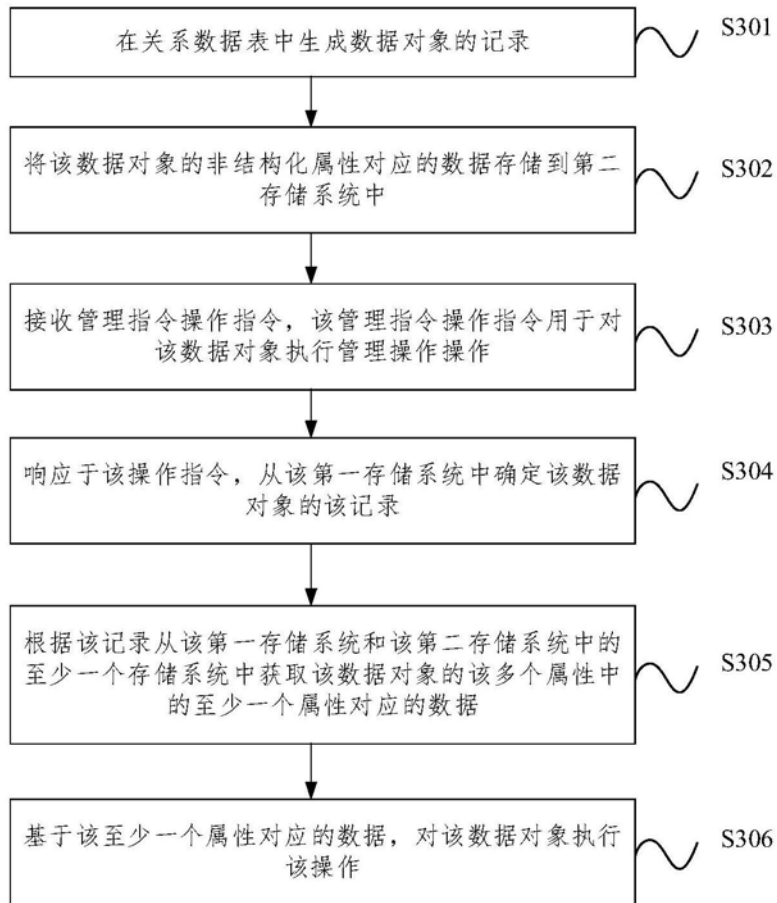 在关系数据表中生成数据对象的记录
S301
将该数据对象的非结构化属性对应的数据存储到第二
存储系统中
S302
接收管理指令操作指令，该管理指令操作指令用于对
该数据对象执行管理操作操作
S303
响应于该操作指令，从该第一存储系统中确定该数据
对象的该记录
S304
根据该记录从该第一存储系统和该第二存储系统中的
至少一个存储系统中获取该数据对象的该多个属性中
的至少一个属性对应的数据
S305
基于该至少一个属性对应的数据，对该数据对象执行
该操作
S306